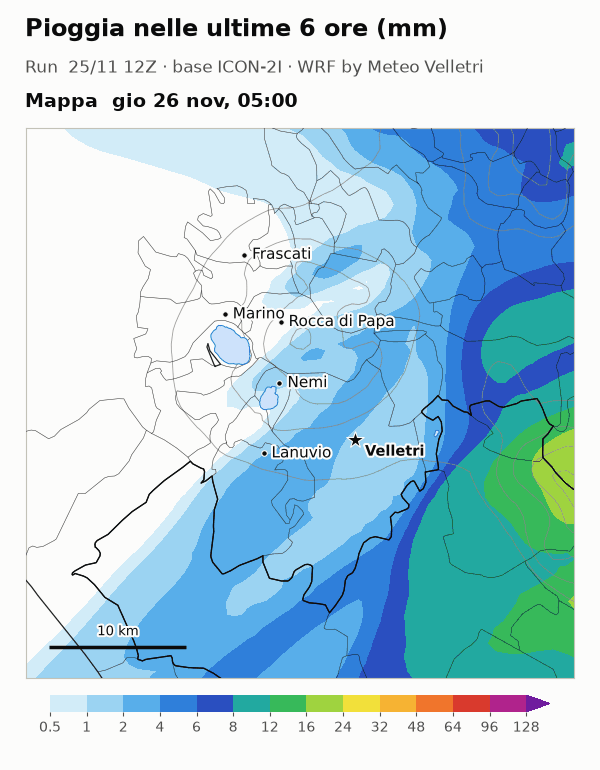 Pioggia nelle ultime 6 ore (mm)
Run  25/11 12Z · base ICON-2I · WRF by Meteo Velletri
Mappa  gio 26 nov, 05:00
Frascati
Marino
Rocca di Papa
Nemi
Velletri
Lanuvio
10 km
0.5 1 2 4 6 8 12 16 24 32 48 64 96 128